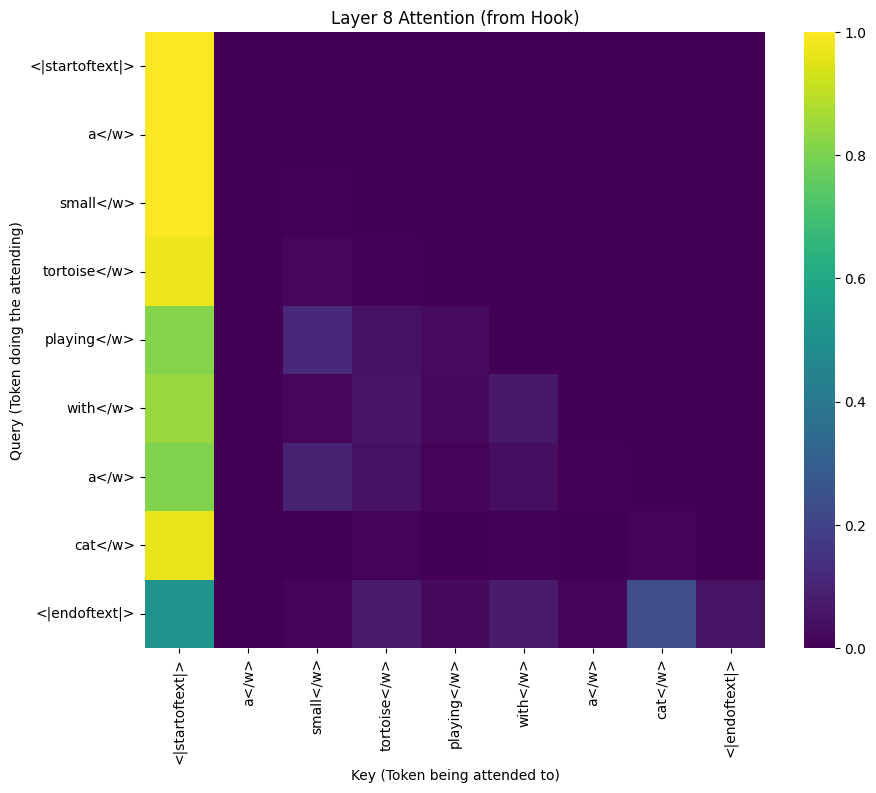 Layer 8 Attention (from Hook)
Query (Token doing the attending)
<|startoftext|>
a</w>
small</w>
tortoise</w>
playing</w>
with</w>
a</w>
cat</w>
<|endoftext|>
1.0
0.8
0.6
0.4
0.2
0.0
<|startoftext|>
a</w>
small</w>
tortoise</w>
playing</w>
with</w>
a</w>
cat</w>
<|endoftext|>
Key (Token being attended to)